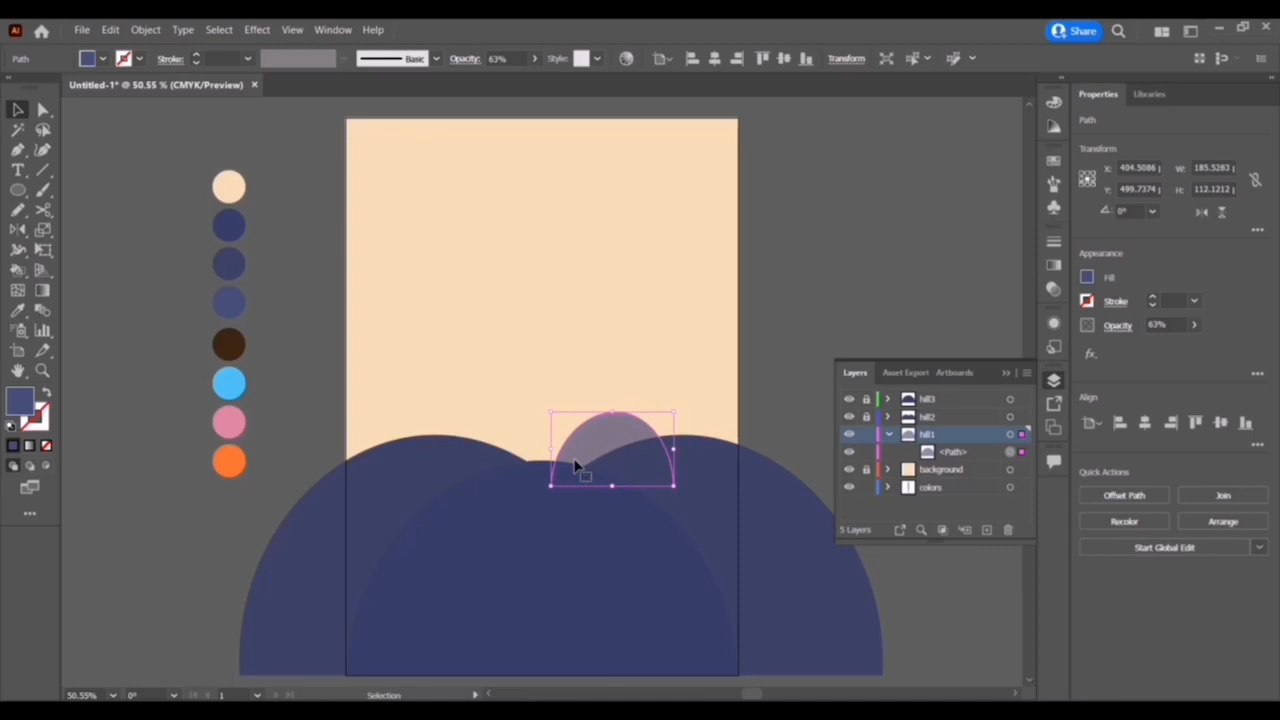 Ai File Edit Object Type Select Effect View Window Help Share
Path Stroke: Basic Opacity: 63% Style: Transform
Untitled-1* @ 50.55 % (CMYK/Preview)
Properties Libraries
Path
Transform
X: 404.5086 p W: 185.5283 p
Y: 499.7374 p H: 112.1212 p
0°
Appearance
Fill
Stroke
Opacity 63%
fx.
Layers Asset Export Artboards
hill3
hill2
hill1
<Path>
background
colors
5 Layers
Align
Quick Actions
Offset Path Join
Recolor Arrange
Start Global Edit
50.55% 0° 1 Selection